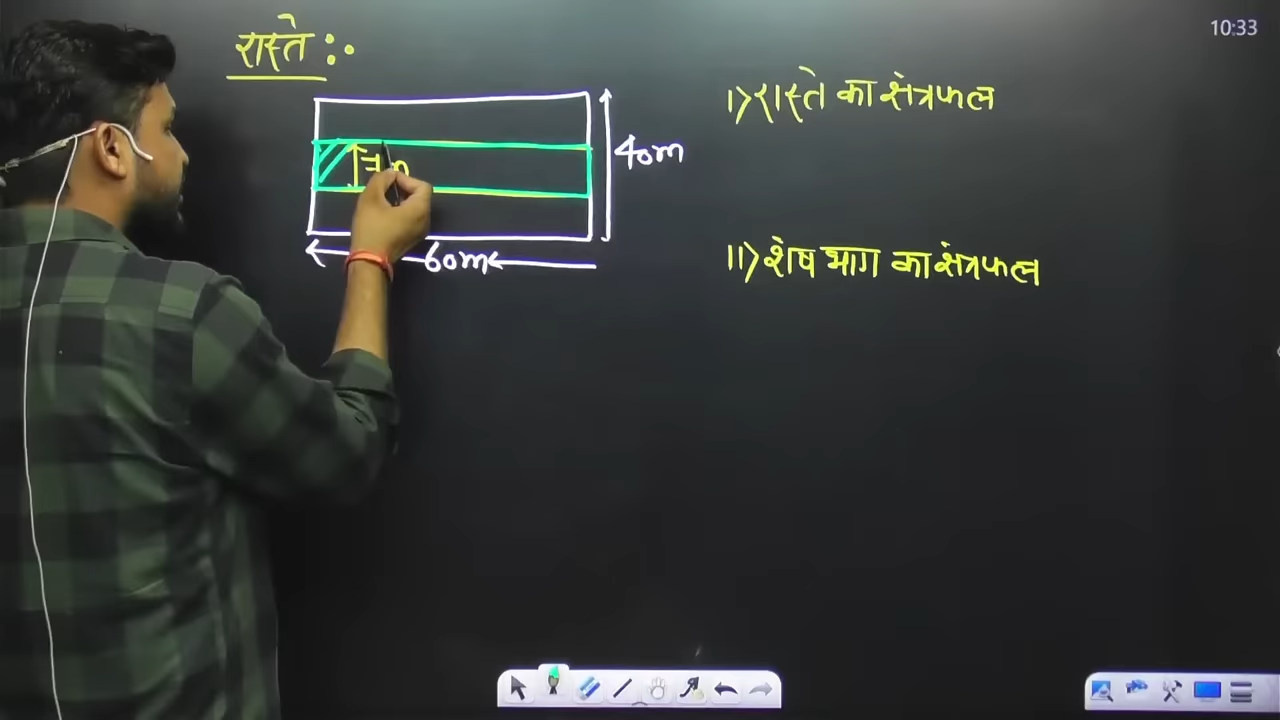 10:33
रास्ते :•
1) रास्ते का क्षेत्रफल
40m
60m
11) शेष भाग का क्षेत्रफल